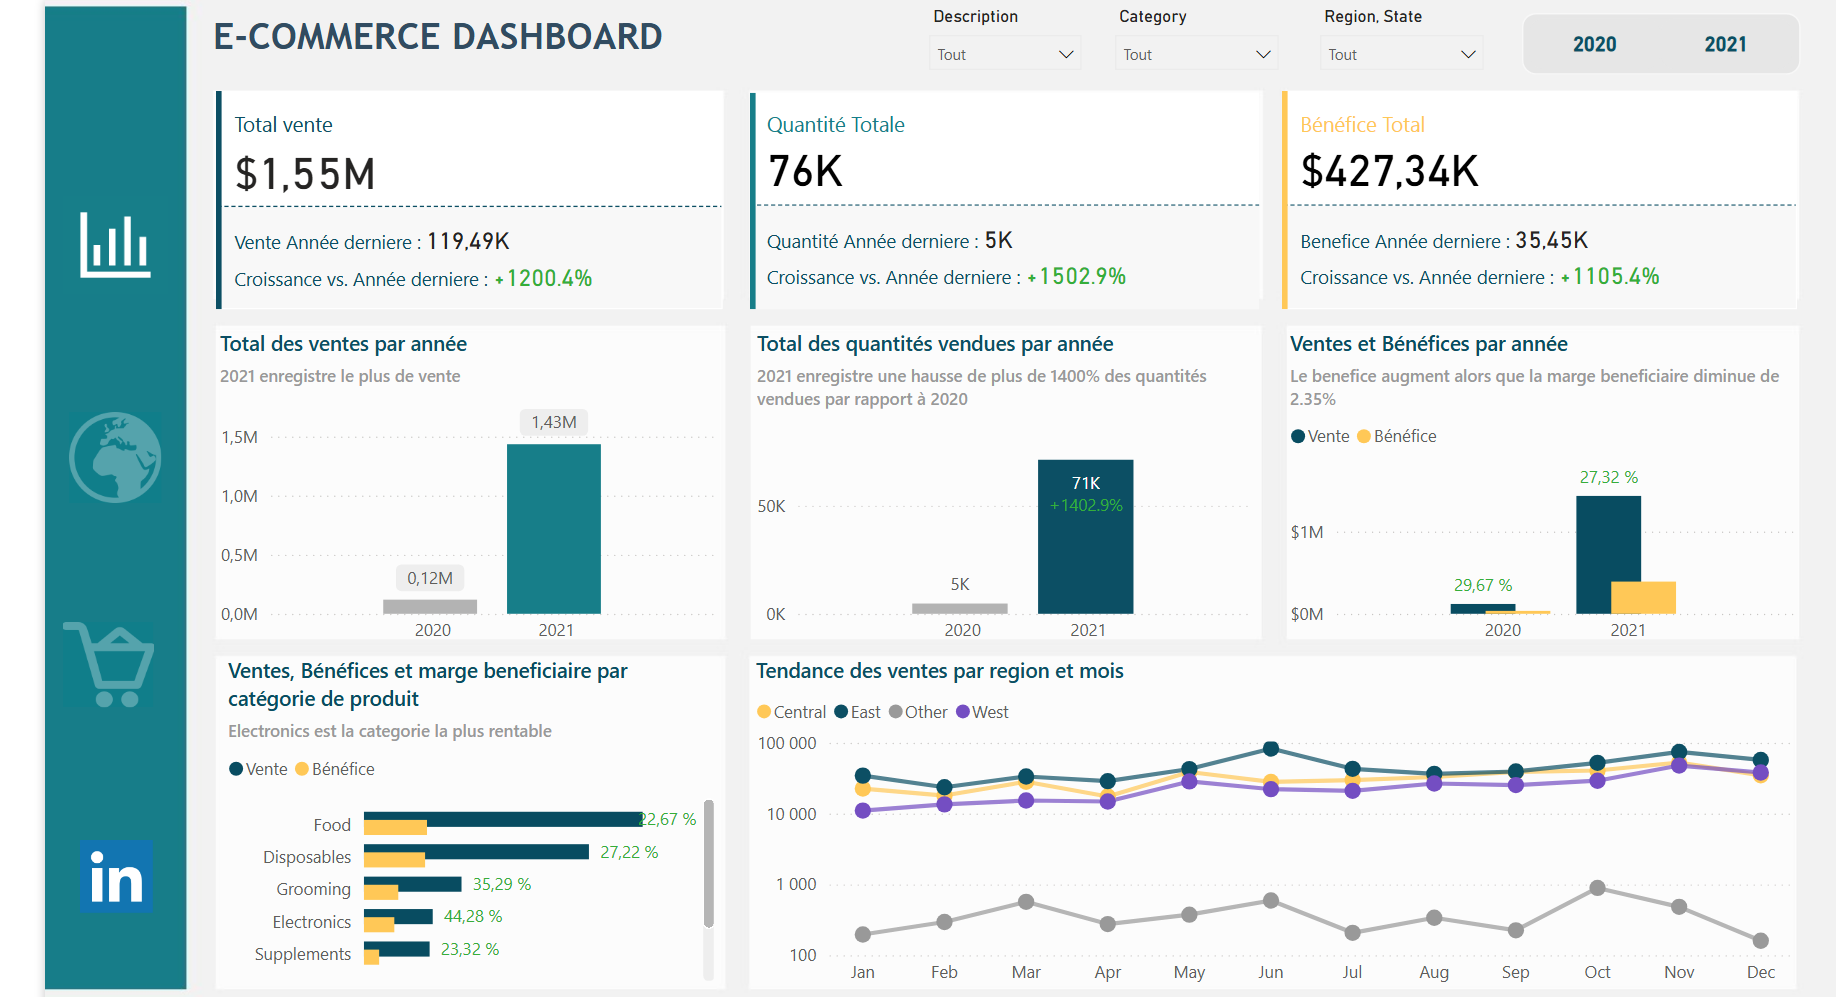 E-COMMERCE DASHBOARD
Description
Tout
Category
Tout
Region, State
Tout
2020
2021
Total vente
$1,55M
Vente Année derniere : 119,49K
Croissance vs. Année derniere : +1200.4%
Quantité Totale
76K
Quantité Année derniere : 5K
Croissance vs. Année derniere : +1502.9%
Bénéfice Total
$427,34K
Benefice Année derniere : 35,45K
Croissance vs. Année derniere : +1105.4%
Total des ventes par année
2021 enregistre le plus de vente
1,5M
1,0M
0,5M
0,0M
0,12M
1,43M
2020
2021
Total des quantités vendues par année
2021 enregistre une hausse de plus de 1400% des quantités
vendues par rapport à 2020
50K
0K
5K
71K
+1402.9%
2020
2021
Ventes et Bénéfices par année
Le benefice augment alors que la marge beneficiaire diminue de
2.35%
Vente Bénéfice
$1M
$0M
29,67 %
27,32 %
2020
2021
Ventes, Bénéfices et marge beneficiaire par
catégorie de produit
Electronics est la categorie la plus rentable
Vente Bénéfice
Food 22,67 %
Disposables 27,22 %
Grooming 35,29 %
Electronics 44,28 %
Supplements 23,32 %
Tendance des ventes par region et mois
Central East Other West
100 000
10 000
1 000
100
Jan Feb Mar Apr May Jun Jul Aug Sep Oct Nov Dec
in